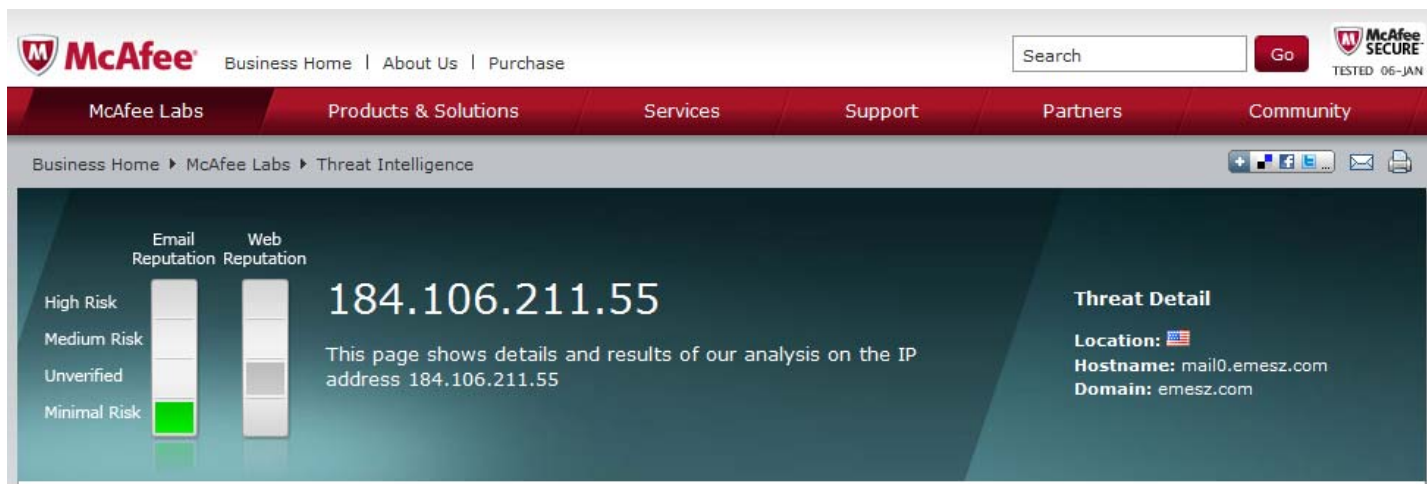 McAfee Business Home | About Us | Purchase
Search Go
McAfee SECURE
TESTED 06-JAN
McAfee Labs Products & Solutions Services Support Partners Community
Business Home McAfee Labs Threat Intelligence
Email Reputation
Web Reputation
High Risk
Medium Risk
Unverified
Minimal Risk
184.106.211.55
This page shows details and results of our analysis on the IP
address 184.106.211.55
Threat Detail
Location:
Hostname: mail0.emesz.com
Domain: emesz.com